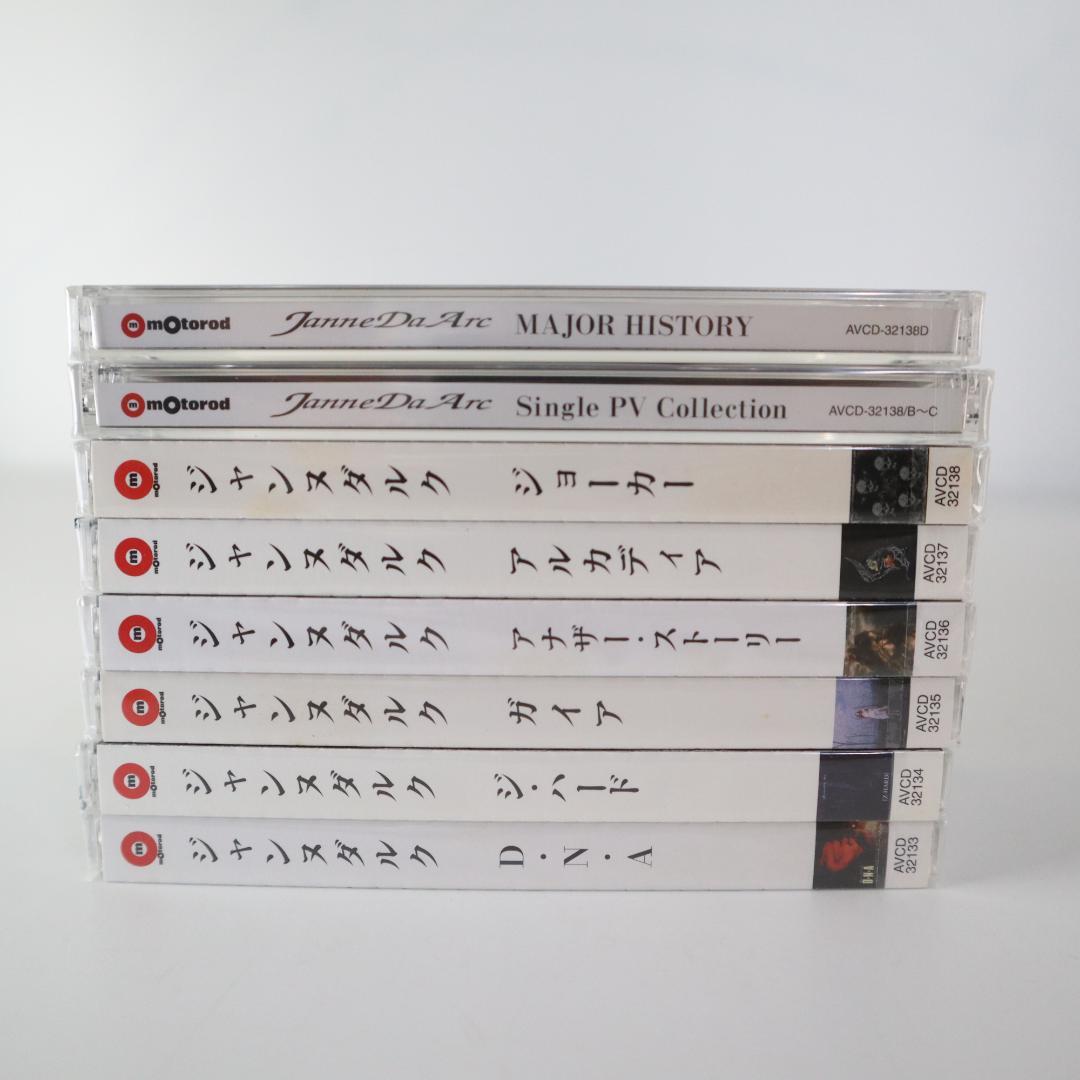 m motorod Janne Da Arc MAJOR HISTORY AVCD-32138D
m motorod Janne Da Arc Single PV Collection AVCD-32138/B～C
m motorod ジャンヌダルク ジョーカー AVCD 32138
m motorod ジャンヌダルク アルカディア AVCD 32137
m motorod ジャンヌダルク アナザー・ストーリー AVCD 32136
m motorod ジャンヌダルク ガイア AVCD 32135
m motorod ジャンヌダルク ジ・ハード Z-HARD AVCD 32134
m motorod ジャンヌダルク D・N・A D・N・A AVCD 32133